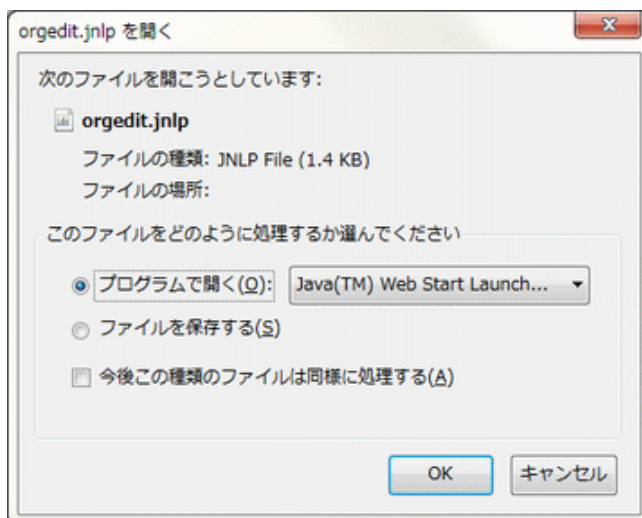 orgedit.jnlp を開く
次のファイルを開こうとしています:
orgedit.jnlp
ファイルの種類: JNLP File (1.4 KB)
ファイルの場所:
このファイルをどのように処理するか選んでください
プログラムで開く(O): Java(TM) Web Start Launch...
ファイルを保存する(S)
今後この種類のファイルは同様に処理する(A)
OK キャンセル